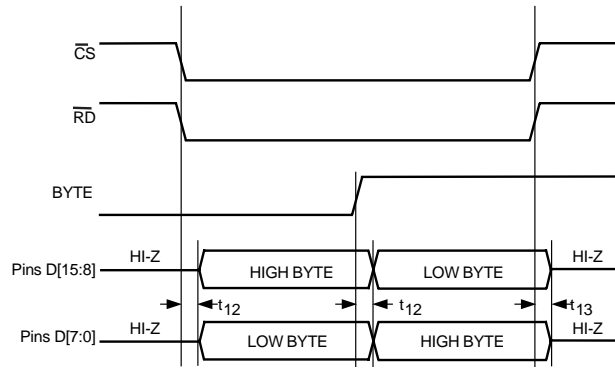 CS
RD
BYTE
Pins D[15:8] HI-Z HIGH BYTE LOW BYTE HI-Z
t12 t12 t13
Pins D[7:0] HI-Z LOW BYTE HIGH BYTE HI-Z